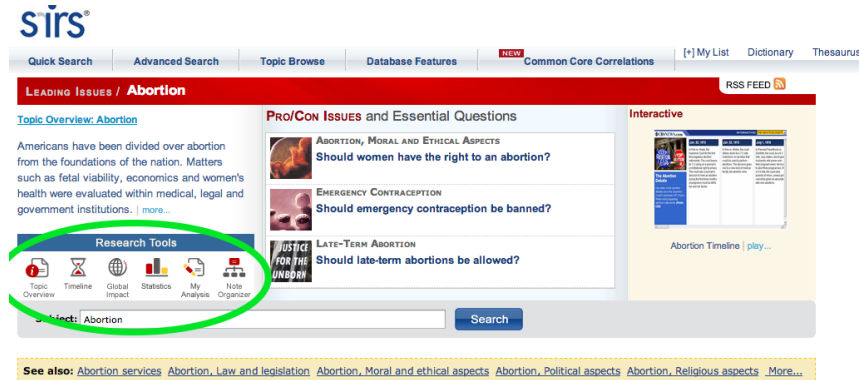 sirs®
[+] My List Dictionary Thesaurus
Quick Search Advanced Search Topic Browse Database Features NEW Common Core Correlations
LEADING ISSUES / Abortion
RSS FEED
Topic Overview: Abortion
Americans have been divided over abortion
from the foundations of the nation. Matters
such as fetal viability, economics and women's
health were evaluated within medical, legal and
government institutions. | more...
Research Tools
Topic Overview
Timeline
Global Impact
Statistics
My Analysis
Note Organizer
PRO/CON ISSUES and Essential Questions
ABORTION, MORAL AND ETHICAL ASPECTS
Should women have the right to an abortion?
EMERGENCY CONTRACEPTION
Should emergency contraception be banned?
JUSTICE
FOR THE
UNBORN
LATE-TERM ABORTION
Should late-term abortions be allowed?
Interactive
The Abortion
Debate
Abortion Timeline | play...
Subject: Abortion
Search
See also: Abortion services Abortion, Law and legislation Abortion, Moral and ethical aspects Abortion, Political aspects Abortion, Religious aspects More...